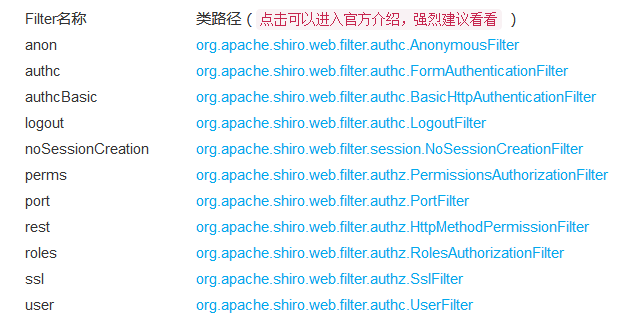 Filter名称 类路径（点击可以进入官方介绍，强烈建议看看 ）
anon org.apache.shiro.web.filter.authc.AnonymousFilter
authc org.apache.shiro.web.filter.authc.FormAuthenticationFilter
authcBasic org.apache.shiro.web.filter.authc.BasicHttpAuthenticationFilter
logout org.apache.shiro.web.filter.authc.LogoutFilter
noSessionCreation org.apache.shiro.web.filter.session.NoSessionCreationFilter
perms org.apache.shiro.web.filter.authz.PermissionsAuthorizationFilter
port org.apache.shiro.web.filter.authz.PortFilter
rest org.apache.shiro.web.filter.authz.HttpMethodPermissionFilter
roles org.apache.shiro.web.filter.authz.RolesAuthorizationFilter
ssl org.apache.shiro.web.filter.authz.SslFilter
user org.apache.shiro.web.filter.authc.UserFilter